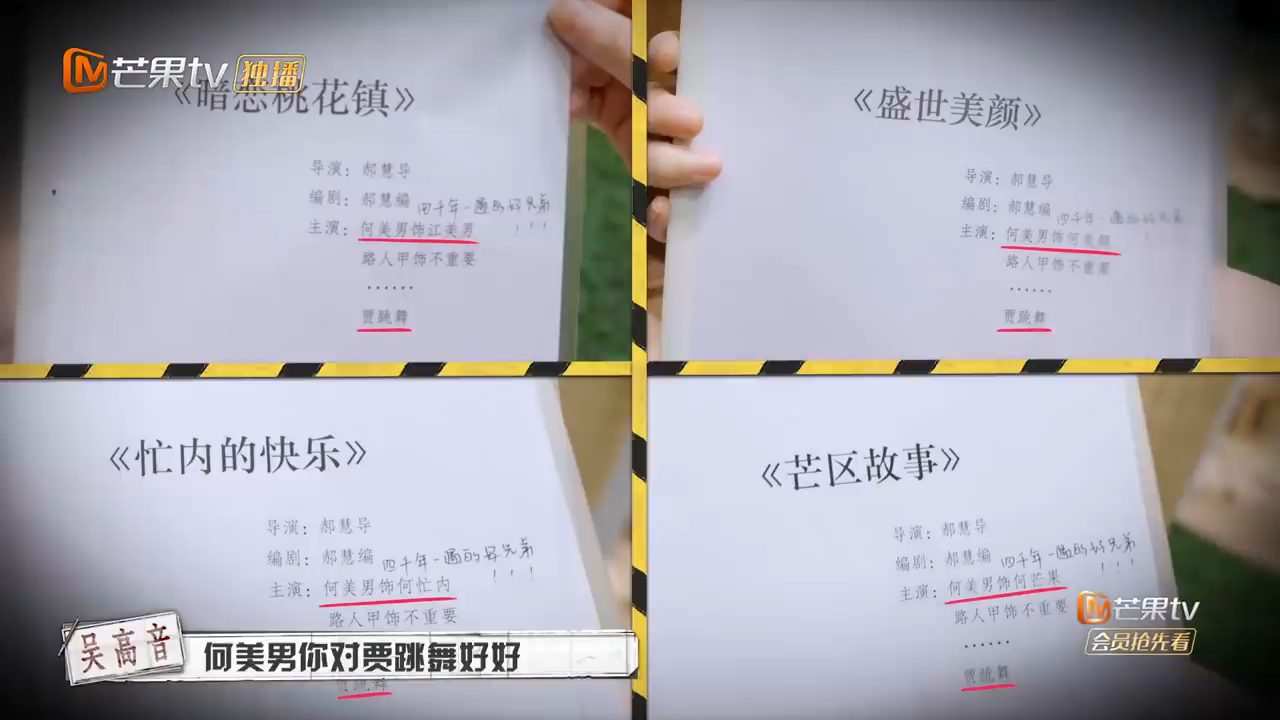 芒果tv 独播
《暗恋桃花镇》
导演：郝慧导
编剧：郝慧编 四千年一遇的好兄弟
主演：何美男饰江美男 !!!
路人甲饰不重要
......
贾跳舞
《盛世美颜》
导演：郝慧导
编剧：郝慧编 四千年一遇的好兄弟
主演：何美男饰何美颜
路人甲饰不重要
......
贾跳舞
《忙内的快乐》
导演：郝慧导
编剧：郝慧编 四千年一遇的好兄弟
主演：何美男饰何忙内 !!!
路人甲饰不重要
贾跳舞
《芒区故事》
导演：郝慧导
编剧：郝慧编 四千年一遇的好兄弟
主演：何美男饰何芒果 !!!
路人甲饰不重要
......
贾跳舞
芒果tv
会员抢先看
吴高音
何美男你对贾跳舞好好